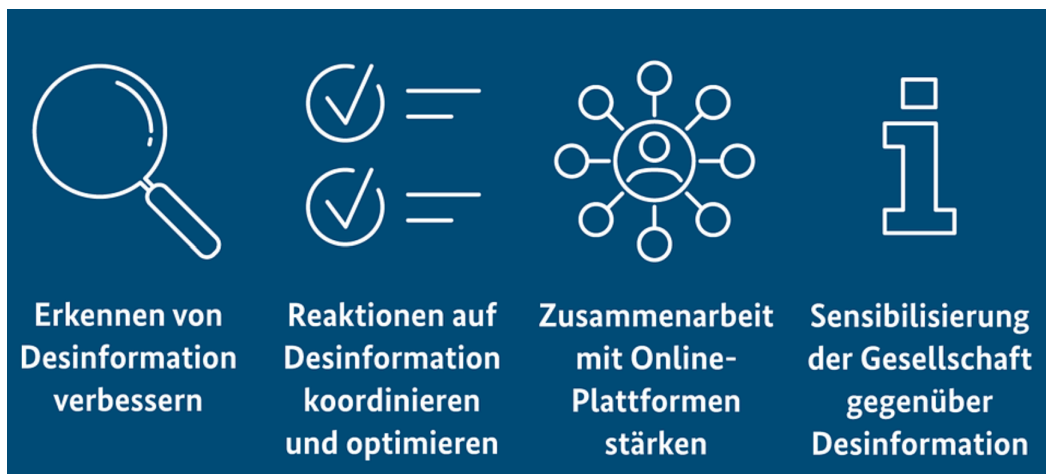 Erkennen von
Desinformation
verbessern
Reaktionen auf
Desinformation
koordinieren
und optimieren
Zusammenarbeit
mit Online-
Plattformen
stärken
Sensibilisierung
der Gesellschaft
gegenüber
Desinformation